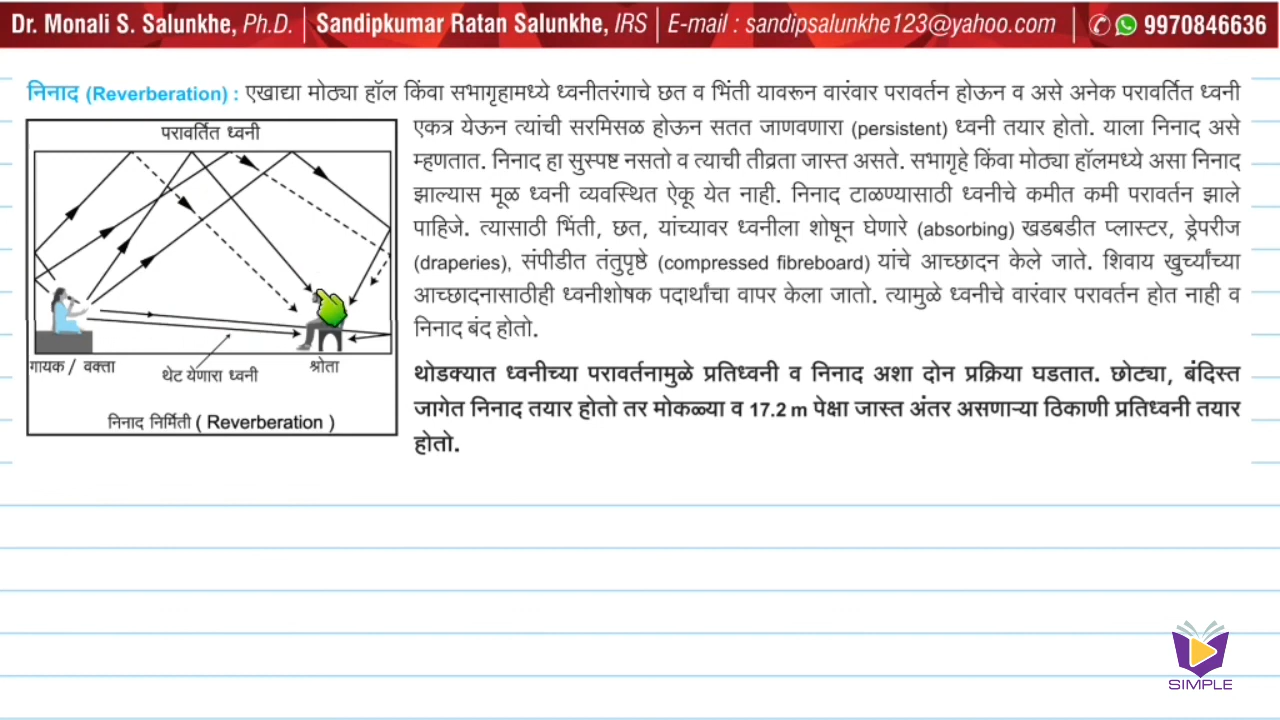 Dr. Monali S. Salunkhe, Ph.D. | Sandipkumar Ratan Salunkhe, IRS | E-mail : sandipsalunkhe123@yahoo.com | 9970846636
निनाद (Reverberation) : एखाद्या मोठ्या हॉल किंवा सभागृहामध्ये ध्वनीतरंगाचे छत व भिंती यावरून वारंवार परावर्तन होऊन व असे अनेक परावर्तित ध्वनी
एकत्र येऊन त्यांची सरमिसळ होऊन सतत जाणवणारा (persistent) ध्वनी तयार होतो. याला निनाद असे
म्हणतात. निनाद हा सुस्पष्ट नसतो व त्याची तीव्रता जास्त असते. सभागृहे किंवा मोठ्या हॉलमध्ये असा निनाद
झाल्यास मूळ ध्वनी व्यवस्थित ऐकू येत नाही. निनाद टाळण्यासाठी ध्वनीचे कमीत कमी परावर्तन झाले
पाहिजे. त्यासाठी भिंती, छत, यांच्यावर ध्वनीला शोषून घेणारे (absorbing) खडबडीत प्लास्टर, ड्रेपरीज
(draperies), संपीडीत तंतुपृष्ठे (compressed fibreboard) यांचे आच्छादन केले जाते. शिवाय खुर्च्यांच्या
आच्छादनासाठीही ध्वनीशोषक पदार्थांचा वापर केला जातो. त्यामुळे ध्वनीचे वारंवार परावर्तन होत नाही व
निनाद बंद होतो.
थोडक्यात ध्वनीच्या परावर्तनामुळे प्रतिध्वनी व निनाद अशा दोन प्रक्रिया घडतात. छोट्या, बंदिस्त
जागेत निनाद तयार होतो तर मोकळ्या व 17.2 m पेक्षा जास्त अंतर असणाऱ्या ठिकाणी प्रतिध्वनी तयार
होतो.
परावर्तित ध्वनी
गायक / वक्ता
थेट येणारा ध्वनी
श्रोता
निनाद निर्मिती ( Reverberation )
SIMPLE